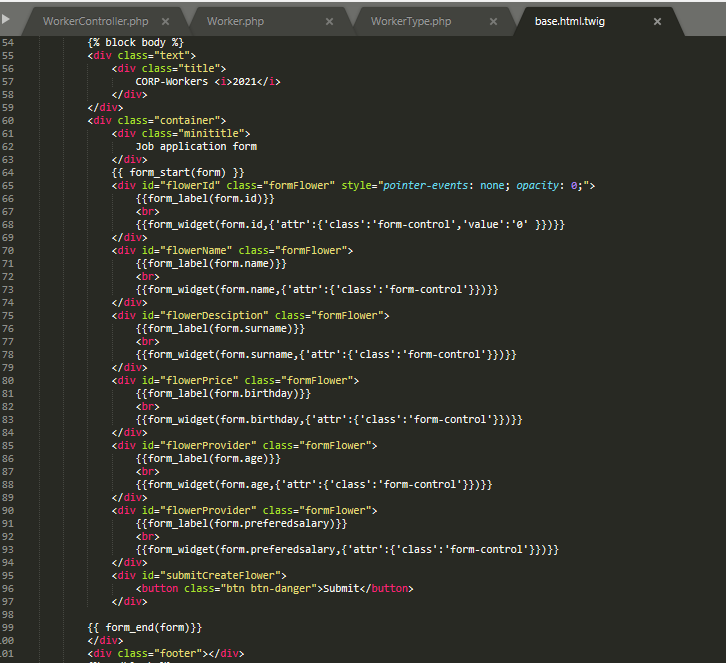 WorkerController.php × Worker.php × WorkerType.php × base.html.twig ×
54 {% block body %}
55 <div class="text">
56 <div class="title">
57 CORP-Workers <i>2021</i>
58 </div>
59 </div>
60 <div class="container">
61 <div class="minititle">
62 Job application form
63 </div>
64 {{ form_start(form) }}
65 <div id="flowerId" class="formFlower" style="pointer-events: none; opacity: 0;">
66 {{form_label(form.id)}}
67 <br>
68 {{form_widget(form.id,{'attr':{'class':'form-control','value':'0' }})}}
69 </div>
70 <div id="flowerName" class="formFlower">
71 {{form_label(form.name)}}
72 <br>
73 {{form_widget(form.name,{'attr':{'class':'form-control'}})}}
74 </div>
75 <div id="flowerDesciption" class="formFlower">
76 {{form_label(form.surname)}}
77 <br>
78 {{form_widget(form.surname,{'attr':{'class':'form-control'}})}}
79 </div>
80 <div id="flowerPrice" class="formFlower">
81 {{form_label(form.birthday)}}
82 <br>
83 {{form_widget(form.birthday,{'attr':{'class':'form-control'}})}}
84 </div>
85 <div id="flowerProvider" class="formFlower">
86 {{form_label(form.age)}}
87 <br>
88 {{form_widget(form.age,{'attr':{'class':'form-control'}})}}
89 </div>
90 <div id="flowerProvider" class="formFlower">
91 {{form_label(form.preferedsalary)}}
92 <br>
93 {{form_widget(form.preferedsalary,{'attr':{'class':'form-control'}})}}
94 </div>
95 <div id="submitCreateFlower">
96 <button class="btn btn-danger">Submit</button>
97 </div>
98
99 {{ form_end(form)}}
100 </div>
101 <div class="footer"></div>